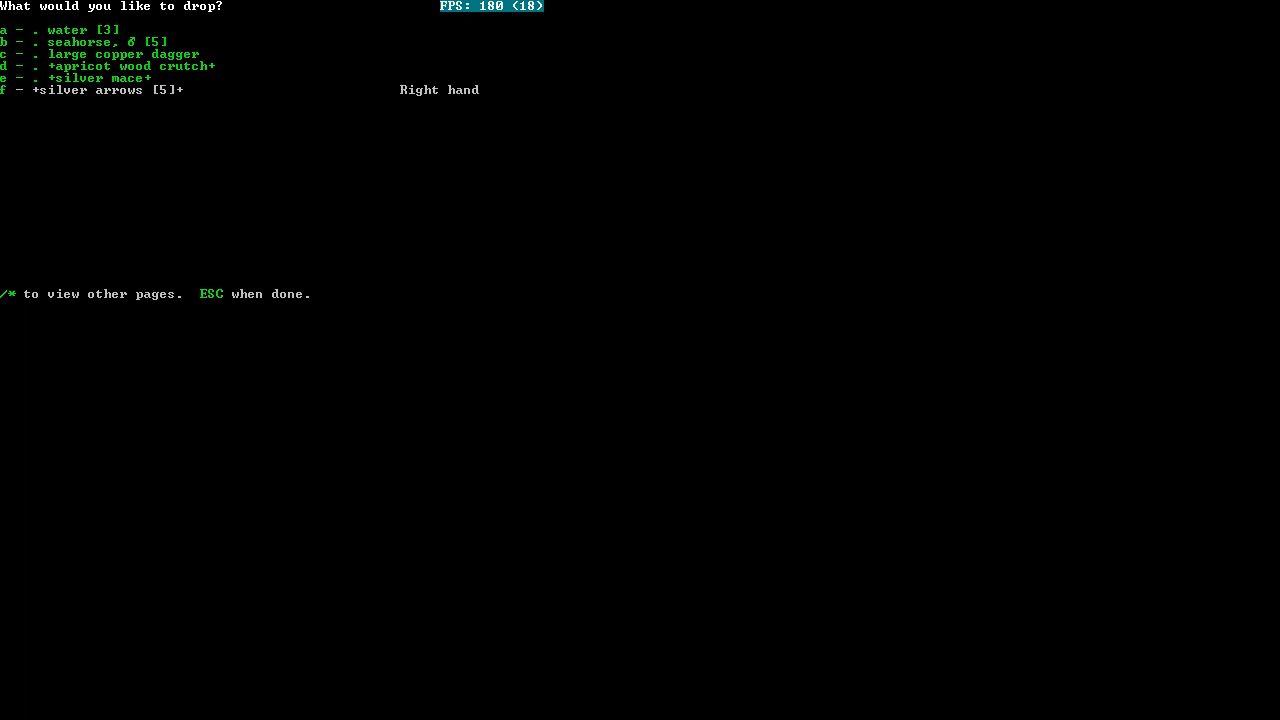 What would you like to drop? FPS: 180 (18)
a - . water [3]
b - . seahorse, ♂ [5]
c - . large copper dagger
d - . +apricot wood crutch+
e - . +silver mace+
f - +silver arrows [5]+ Right hand
/* to view other pages. ESC when done.